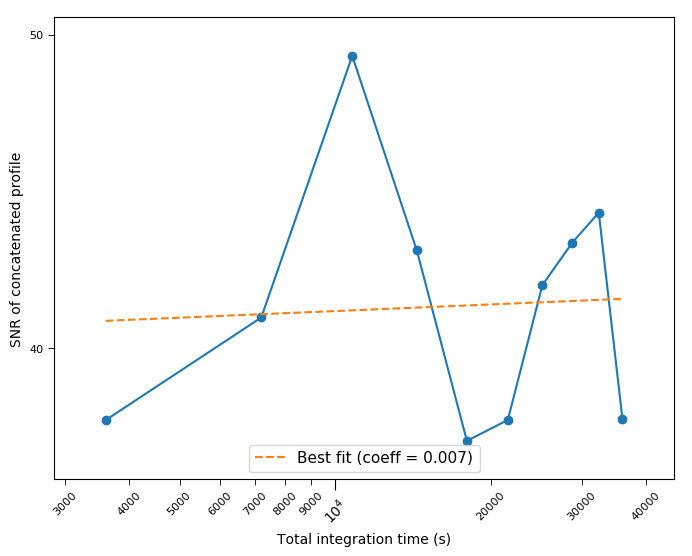 50
SNR of concatenated profile
40
Best fit (coeff = 0.007)
3000 4000 5000 6000 7000 8000 9000 10⁴ 20000 30000 40000
Total integration time (s)